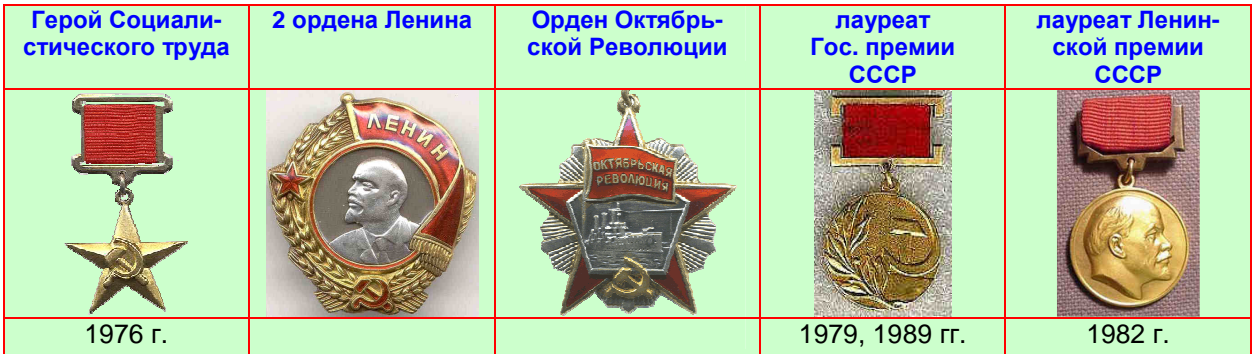 Герой Социали-
стического труда
2 ордена Ленина
Орден Октябрь-
ской Революции
лауреат
Гос. премии
СССР
лауреат Ленин-
ской премии
СССР
ЛЕНИН
ОКТЯБРЬСКАЯ
РЕВОЛЮЦИЯ
1976 г.
1979, 1989 гг.
1982 г.